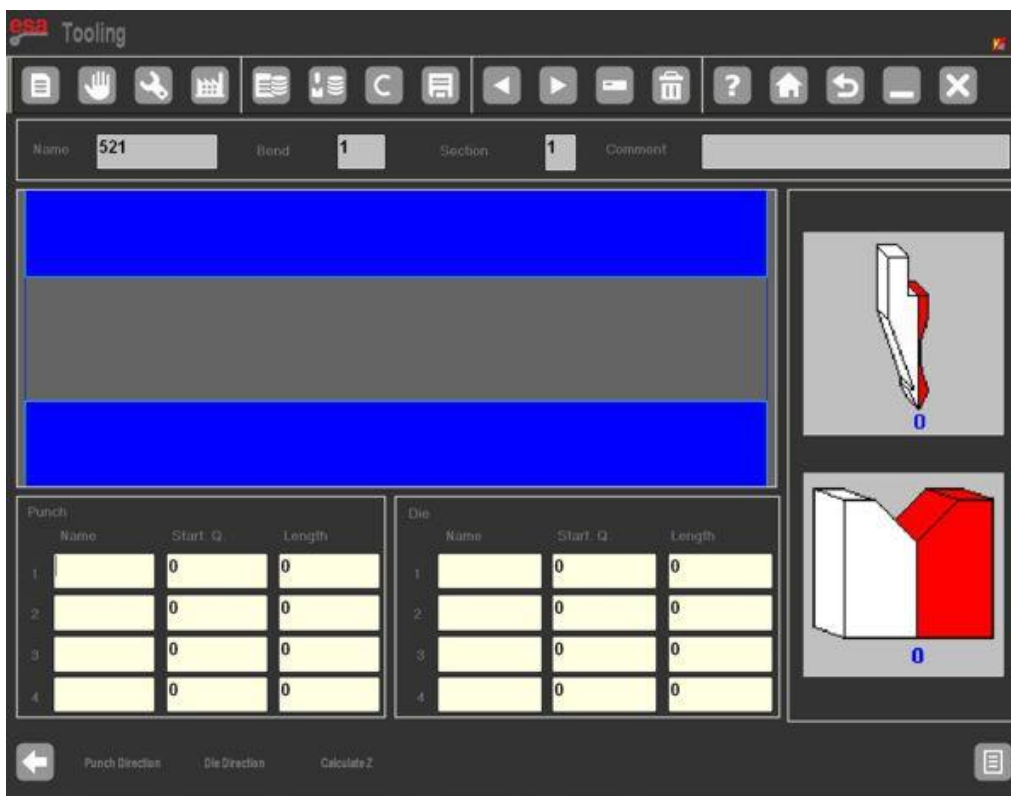 esa Tooling
C ?
Name 521 Bend 1 Section 1 Comment
0
0
Punch
Name Start. Q. Length
1 0 0
2 0 0
3 0 0
4 0 0
Die
Name Start. Q. Length
1 0 0
2 0 0
3 0 0
4 0 0
Punch Direction Die Direction Calculate Z